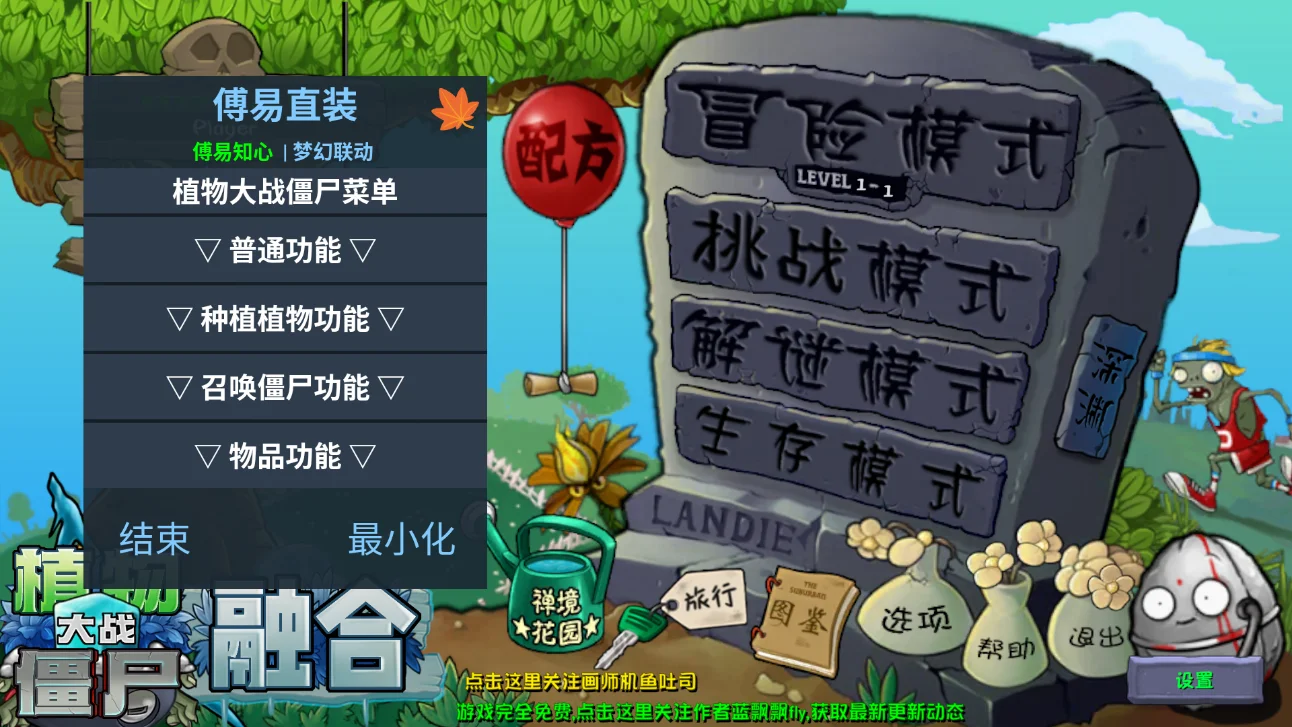 傅易直装
Player
傅易知心 | 梦幻联动
植物大战僵尸菜单
▽ 普通功能 ▽
▽ 种植植物功能 ▽
▽ 召唤僵尸功能 ▽
▽ 物品功能 ▽
结束
最小化
配方
冒险模式
LEVEL 1-1
挑战模式
解谜模式
生存模式
深渊
LANDIE
植物
大战
僵尸
融合
禅境
★花园★
旅行
THE SUBURBAN
图鉴
选项
帮助
退出
设置
点击这里关注画师机鱼吐司
游戏完全免费,点击这里关注作者蓝飘飘fly,获取最新更新动态